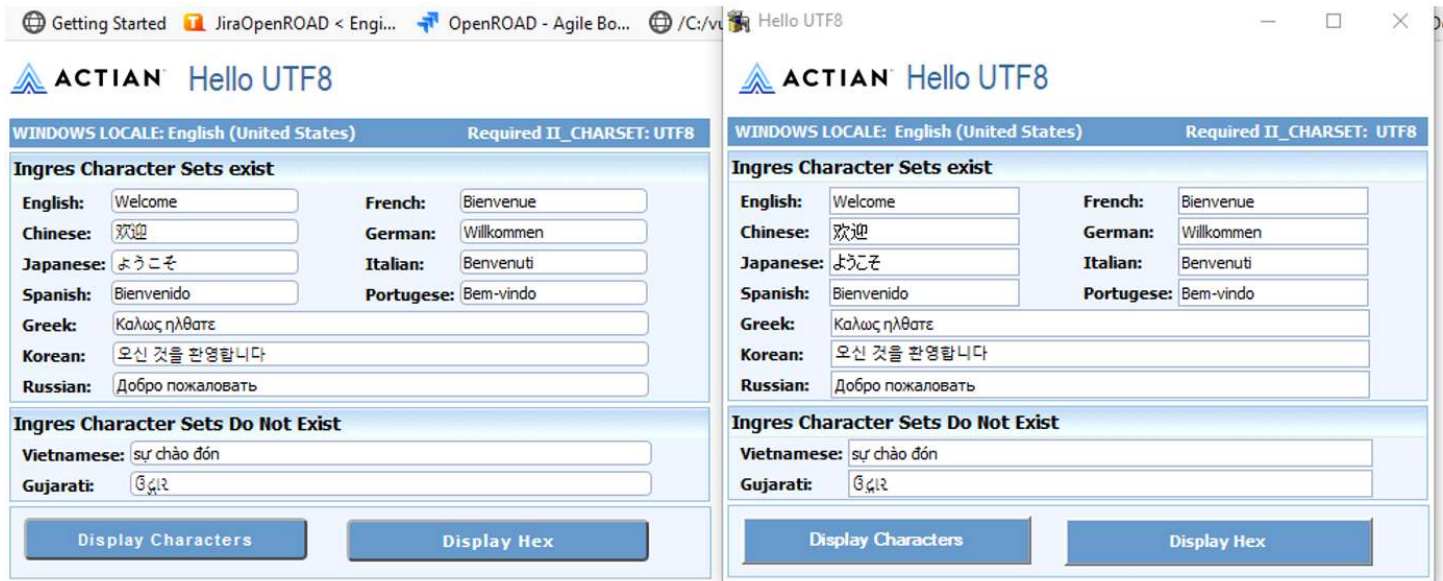 Getting Started JiraOpenROAD < Engi... OpenROAD - Agile Bo... /C:/vu
ACTIAN Hello UTF8
WINDOWS LOCALE: English (United States) Required II_CHARSET: UTF8
Ingres Character Sets exist
English: Welcome French: Bienvenue
Chinese: 欢迎 German: Willkommen
Japanese: ようこそ Italian: Benvenuti
Spanish: Bienvenido Portugese: Bem-vindo
Greek: Καλως ηλθατε
Korean: 오신 것을 환영합니다
Russian: Добро пожаловать
Ingres Character Sets Do Not Exist
Vietnamese: sự chào đón
Gujarati: ઉદ્ગાર
Display Characters Display Hex
Hello UTF8
ACTIAN Hello UTF8
WINDOWS LOCALE: English (United States) Required II_CHARSET: UTF8
Ingres Character Sets exist
English: Welcome French: Bienvenue
Chinese: 欢迎 German: Willkommen
Japanese: ようこそ Italian: Benvenuti
Spanish: Bienvenido Portugese: Bem-vindo
Greek: Καλως ηλθατε
Korean: 오신 것을 환영합니다
Russian: Добро пожаловать
Ingres Character Sets Do Not Exist
Vietnamese: sự chào đón
Gujarati: ઉદ્ગાર
Display Characters Display Hex